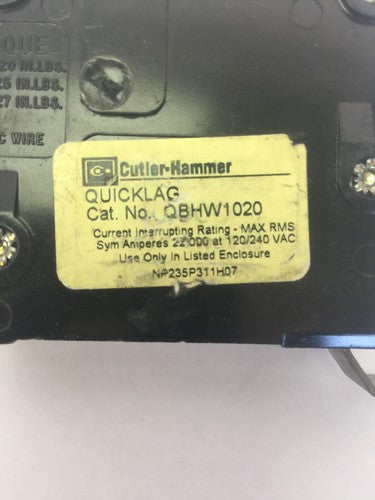 QUE
20 IN.LBS.
25 IN.LBS.
27 IN.LBS.
C WIRE
Cutler-Hammer
QUICKLAG
Cat. No. QBHW1020
Current Interrupting Rating - MAX RMS
Sym Amperes 22,000 at 120/240 VAC
Use Only In Listed Enclosure
NP235P311H07